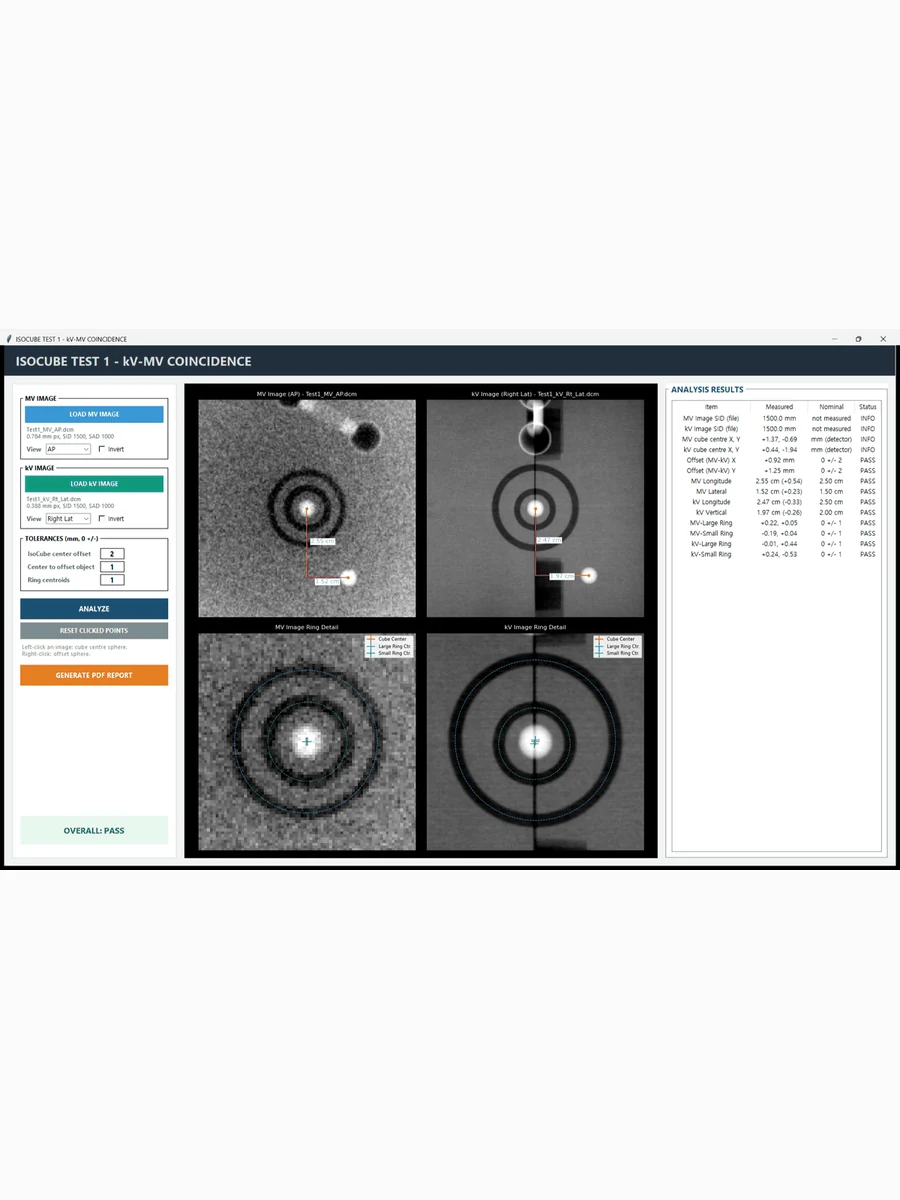 ISOCUBE TEST 1 - kV-MV COINCIDENCE
ISOCUBE TEST 1 - kV-MV COINCIDENCE
MV IMAGE
LOAD MV IMAGE
Test1_MV_AP.dcm
0.784 mm px, SID 1500, SAD 1000
View AP Invert
kV IMAGE
LOAD kV IMAGE
Test1_kV_Rt_Lat.dcm
0.388 mm px, SID 1500, SAD 1000
View Right Lat Invert
TOLERANCES (mm, 0 +/-)
IsoCube center offset 2
Center to offset object 1
Ring centroids 1
ANALYZE
RESET CLICKED POINTS
Left-click an image: cube centre sphere.
Right-click: offset sphere.
GENERATE PDF REPORT
OVERALL: PASS
MV Image (AP) - Test1_MV_AP.dcm
2.55 cm
1.52 cm
kV Image (Right Lat) - Test1_kV_Rt_Lat.dcm
2.47 cm
1.97 cm
MV Image Ring Detail
Cube Center
Large Ring Ctr.
Small Ring Ctr.
kV Image Ring Detail
Cube Center
Large Ring Ctr.
Small Ring Ctr.
ANALYSIS RESULTS
Item Measured Nominal Status
MV Image SID (file) 1500.0 mm not measured INFO
kV Image SID (file) 1500.0 mm not measured INFO
MV cube centre X, Y +1.37, -0.69 mm (detector) INFO
kV cube centre X, Y +0.44, -1.94 mm (detector) INFO
Offset (MV-kV) X +0.92 mm 0 +/- 2 PASS
Offset (MV-kV) Y +1.25 mm 0 +/- 2 PASS
MV Longitude 2.55 cm (+0.54) 2.50 cm PASS
MV Lateral 1.52 cm (+0.23) 1.50 cm PASS
kV Longitude 2.47 cm (-0.33) 2.50 cm PASS
kV Vertical 1.97 cm (-0.26) 2.00 cm PASS
MV-Large Ring +0.22, +0.05 0 +/- 1 PASS
MV-Small Ring -0.19, +0.04 0 +/- 1 PASS
kV-Large Ring -0.01, +0.44 0 +/- 1 PASS
kV-Small Ring +0.24, -0.53 0 +/- 1 PASS